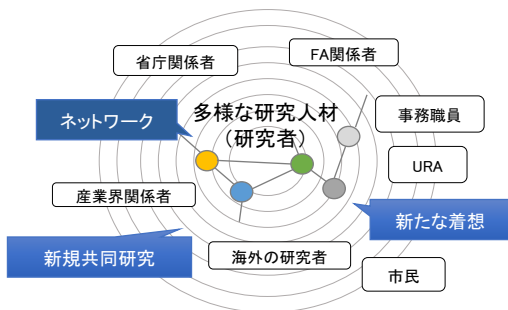 省庁関係者
FA関係者
多様な研究人材
（研究者）
ネットワーク
事務職員
URA
産業界関係者
新たな着想
新規共同研究
海外の研究者
市民